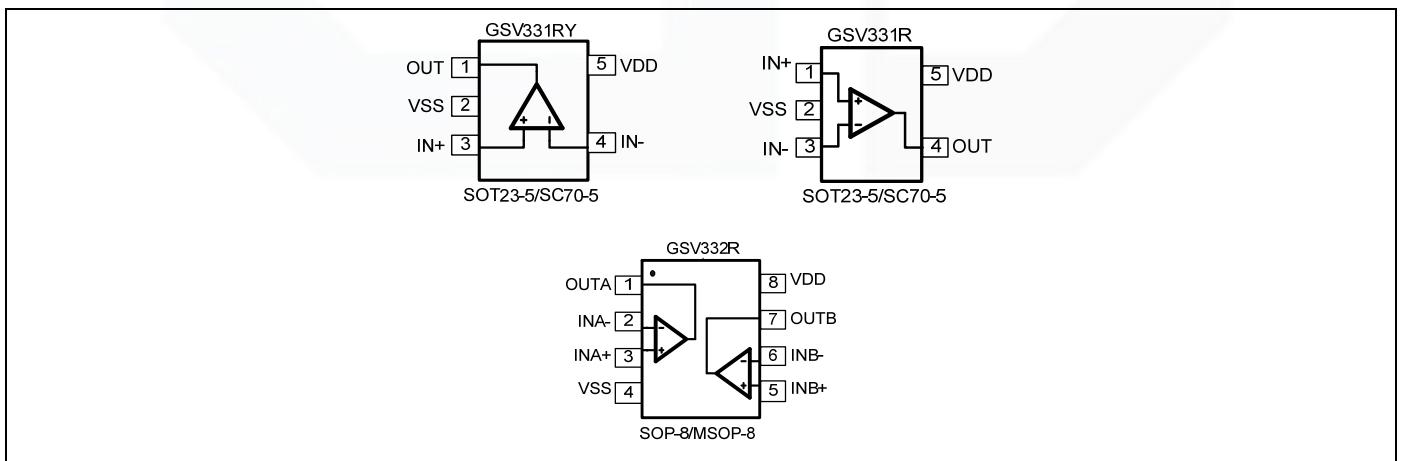 GSV331RY
OUT 1 5 VDD
VSS 2
IN+ 3 4 IN-
+ -
SOT23-5/SC70-5
GSV331R
IN+ 1 5 VDD
VSS 2
+
-
IN- 3 4 OUT
SOT23-5/SC70-5
GSV332R
OUTA 1 8 VDD
INA- 2 7 OUTB
-
INA+ 3 6 INB-
+ -
VSS 4 5 INB+
+
SOP-8/MSOP-8